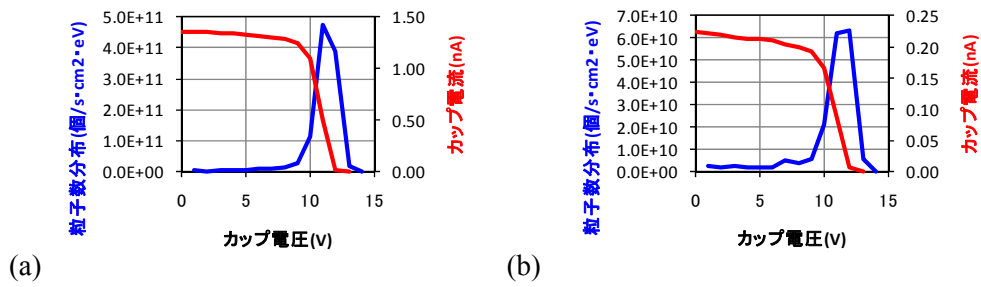 粒子数分布(個/s・cm2・eV)
5.0E+11
4.0E+11
3.0E+11
2.0E+11
1.0E+11
0.0E+00
1.50
1.00
0.50
0.00
カップ電流(nA)
0
5
10
15
カップ電圧(V)
(a)
粒子数分布(個/s・cm2・eV)
7.0E+10
6.0E+10
5.0E+10
4.0E+10
3.0E+10
2.0E+10
1.0E+10
0.0E+00
0.25
0.20
0.15
0.10
0.05
0.00
カップ電流(nA)
0
5
10
15
カップ電圧(V)
(b)